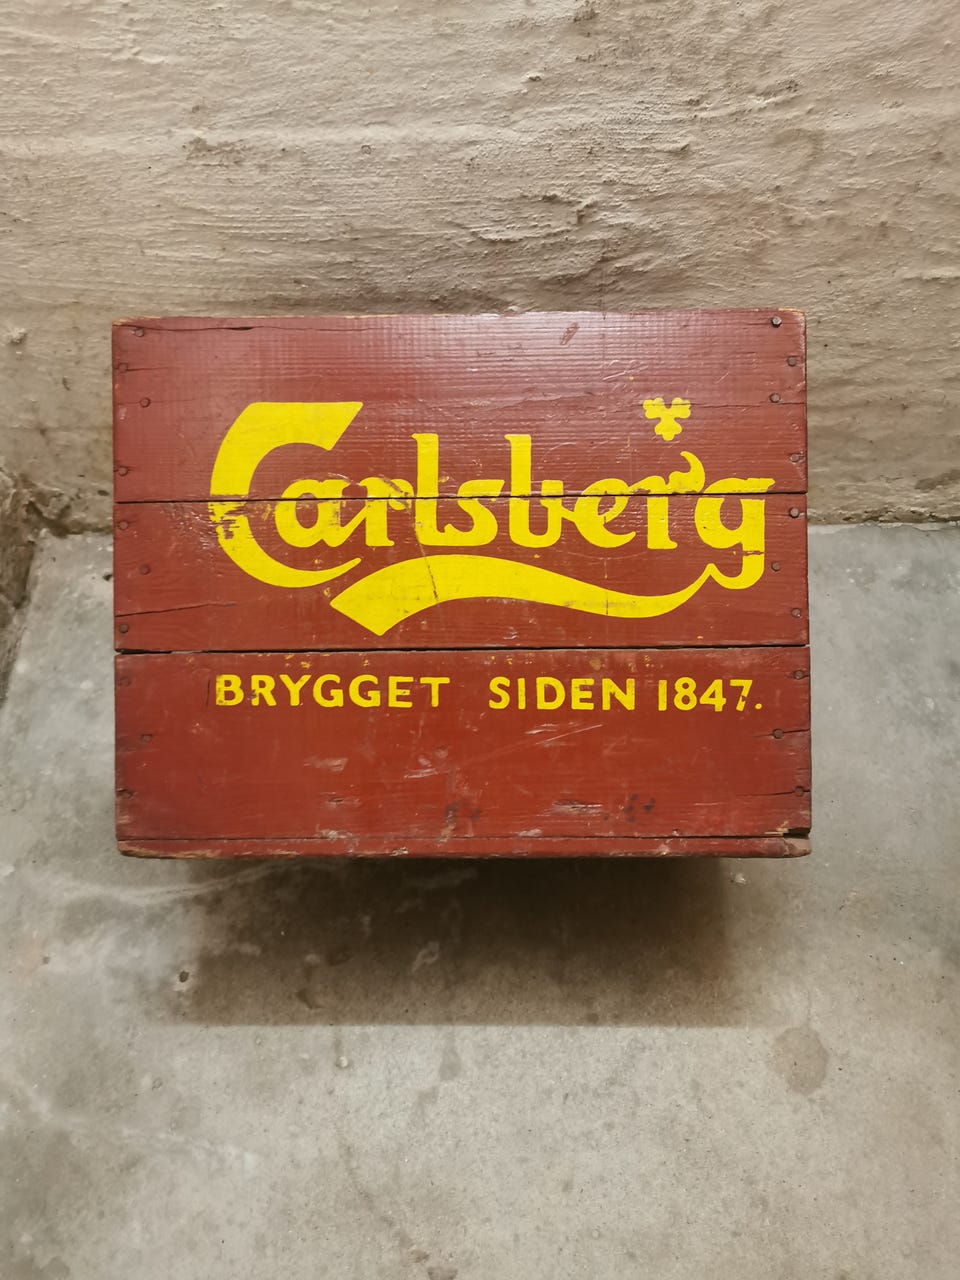 Carlsberg
BRYGGET SIDEN 1847.